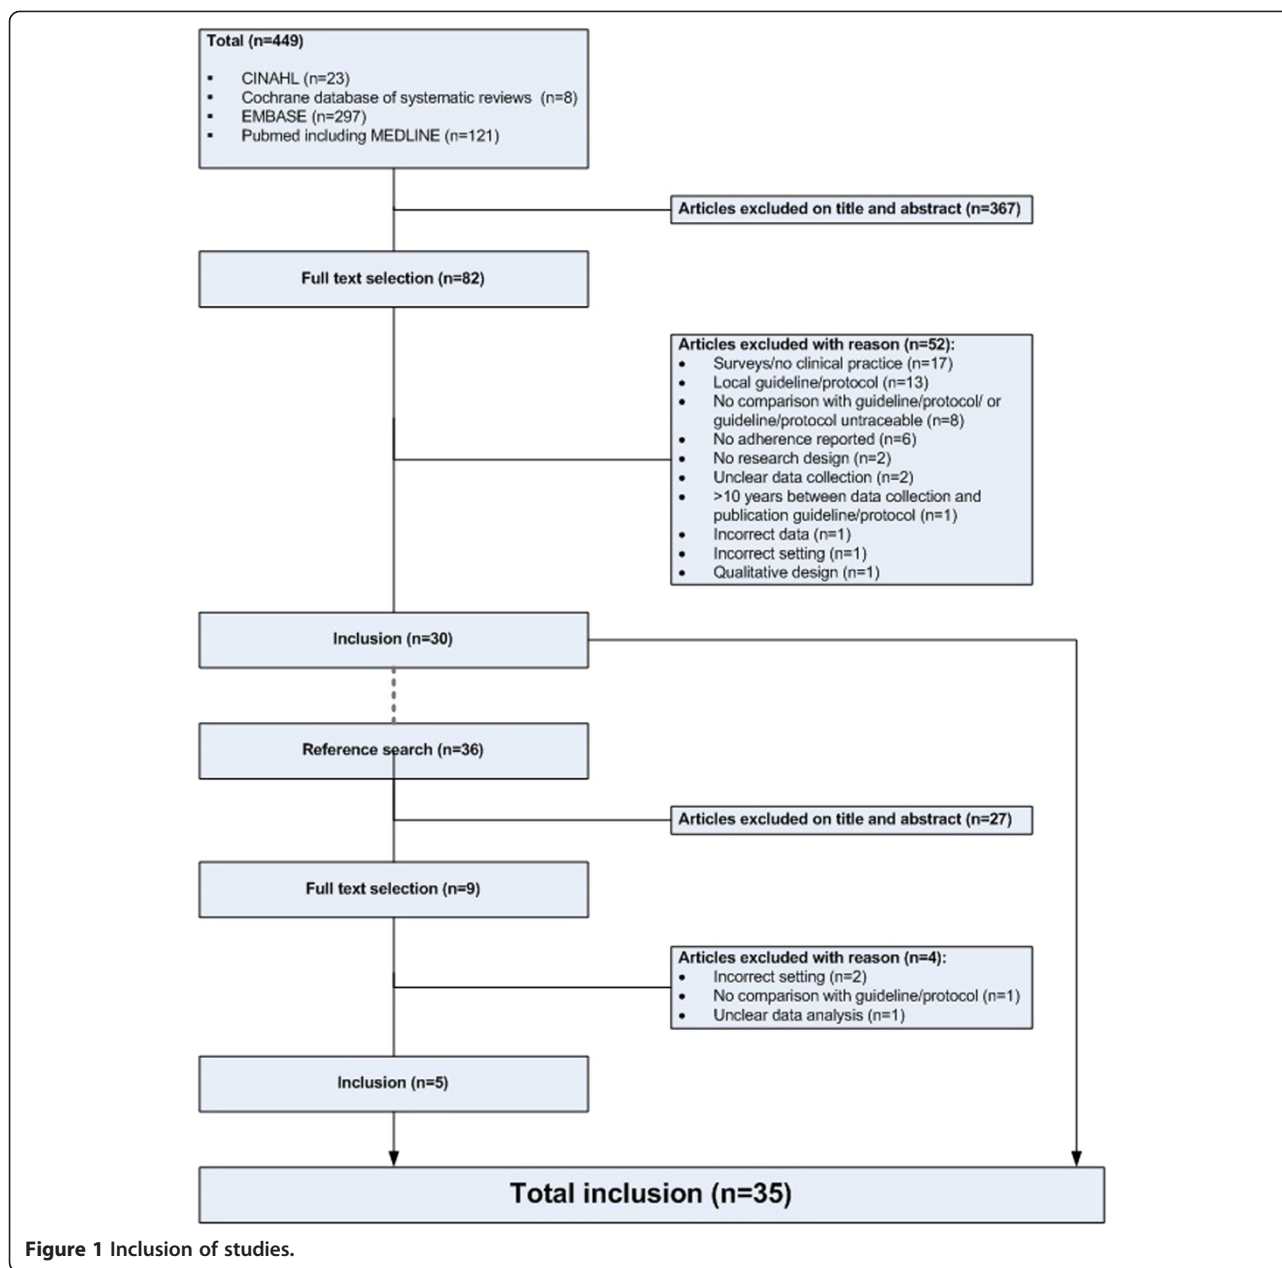 Total (n=449)
▪ CINAHL (n=23)
▪ Cochrane database of systematic reviews (n=8)
▪ EMBASE (n=297)
▪ Pubmed including MEDLINE (n=121)
Articles excluded on title and abstract (n=367)
Full text selection (n=82)
Articles excluded with reason (n=52):
• Surveys/no clinical practice (n=17)
• Local guideline/protocol (n=13)
• No comparison with guideline/protocol/ or
guideline/protocol untraceable (n=8)
• No adherence reported (n=6)
• No research design (n=2)
• Unclear data collection (n=2)
• >10 years between data collection and
publication guideline/protocol (n=1)
• Incorrect data (n=1)
• Incorrect setting (n=1)
• Qualitative design (n=1)
Inclusion (n=30)
Reference search (n=36)
Articles excluded on title and abstract (n=27)
Full text selection (n=9)
Articles excluded with reason (n=4):
• Incorrect setting (n=2)
• No comparison with guideline/protocol (n=1)
• Unclear data analysis (n=1)
Inclusion (n=5)
Total inclusion (n=35)
Figure 1 Inclusion of studies.